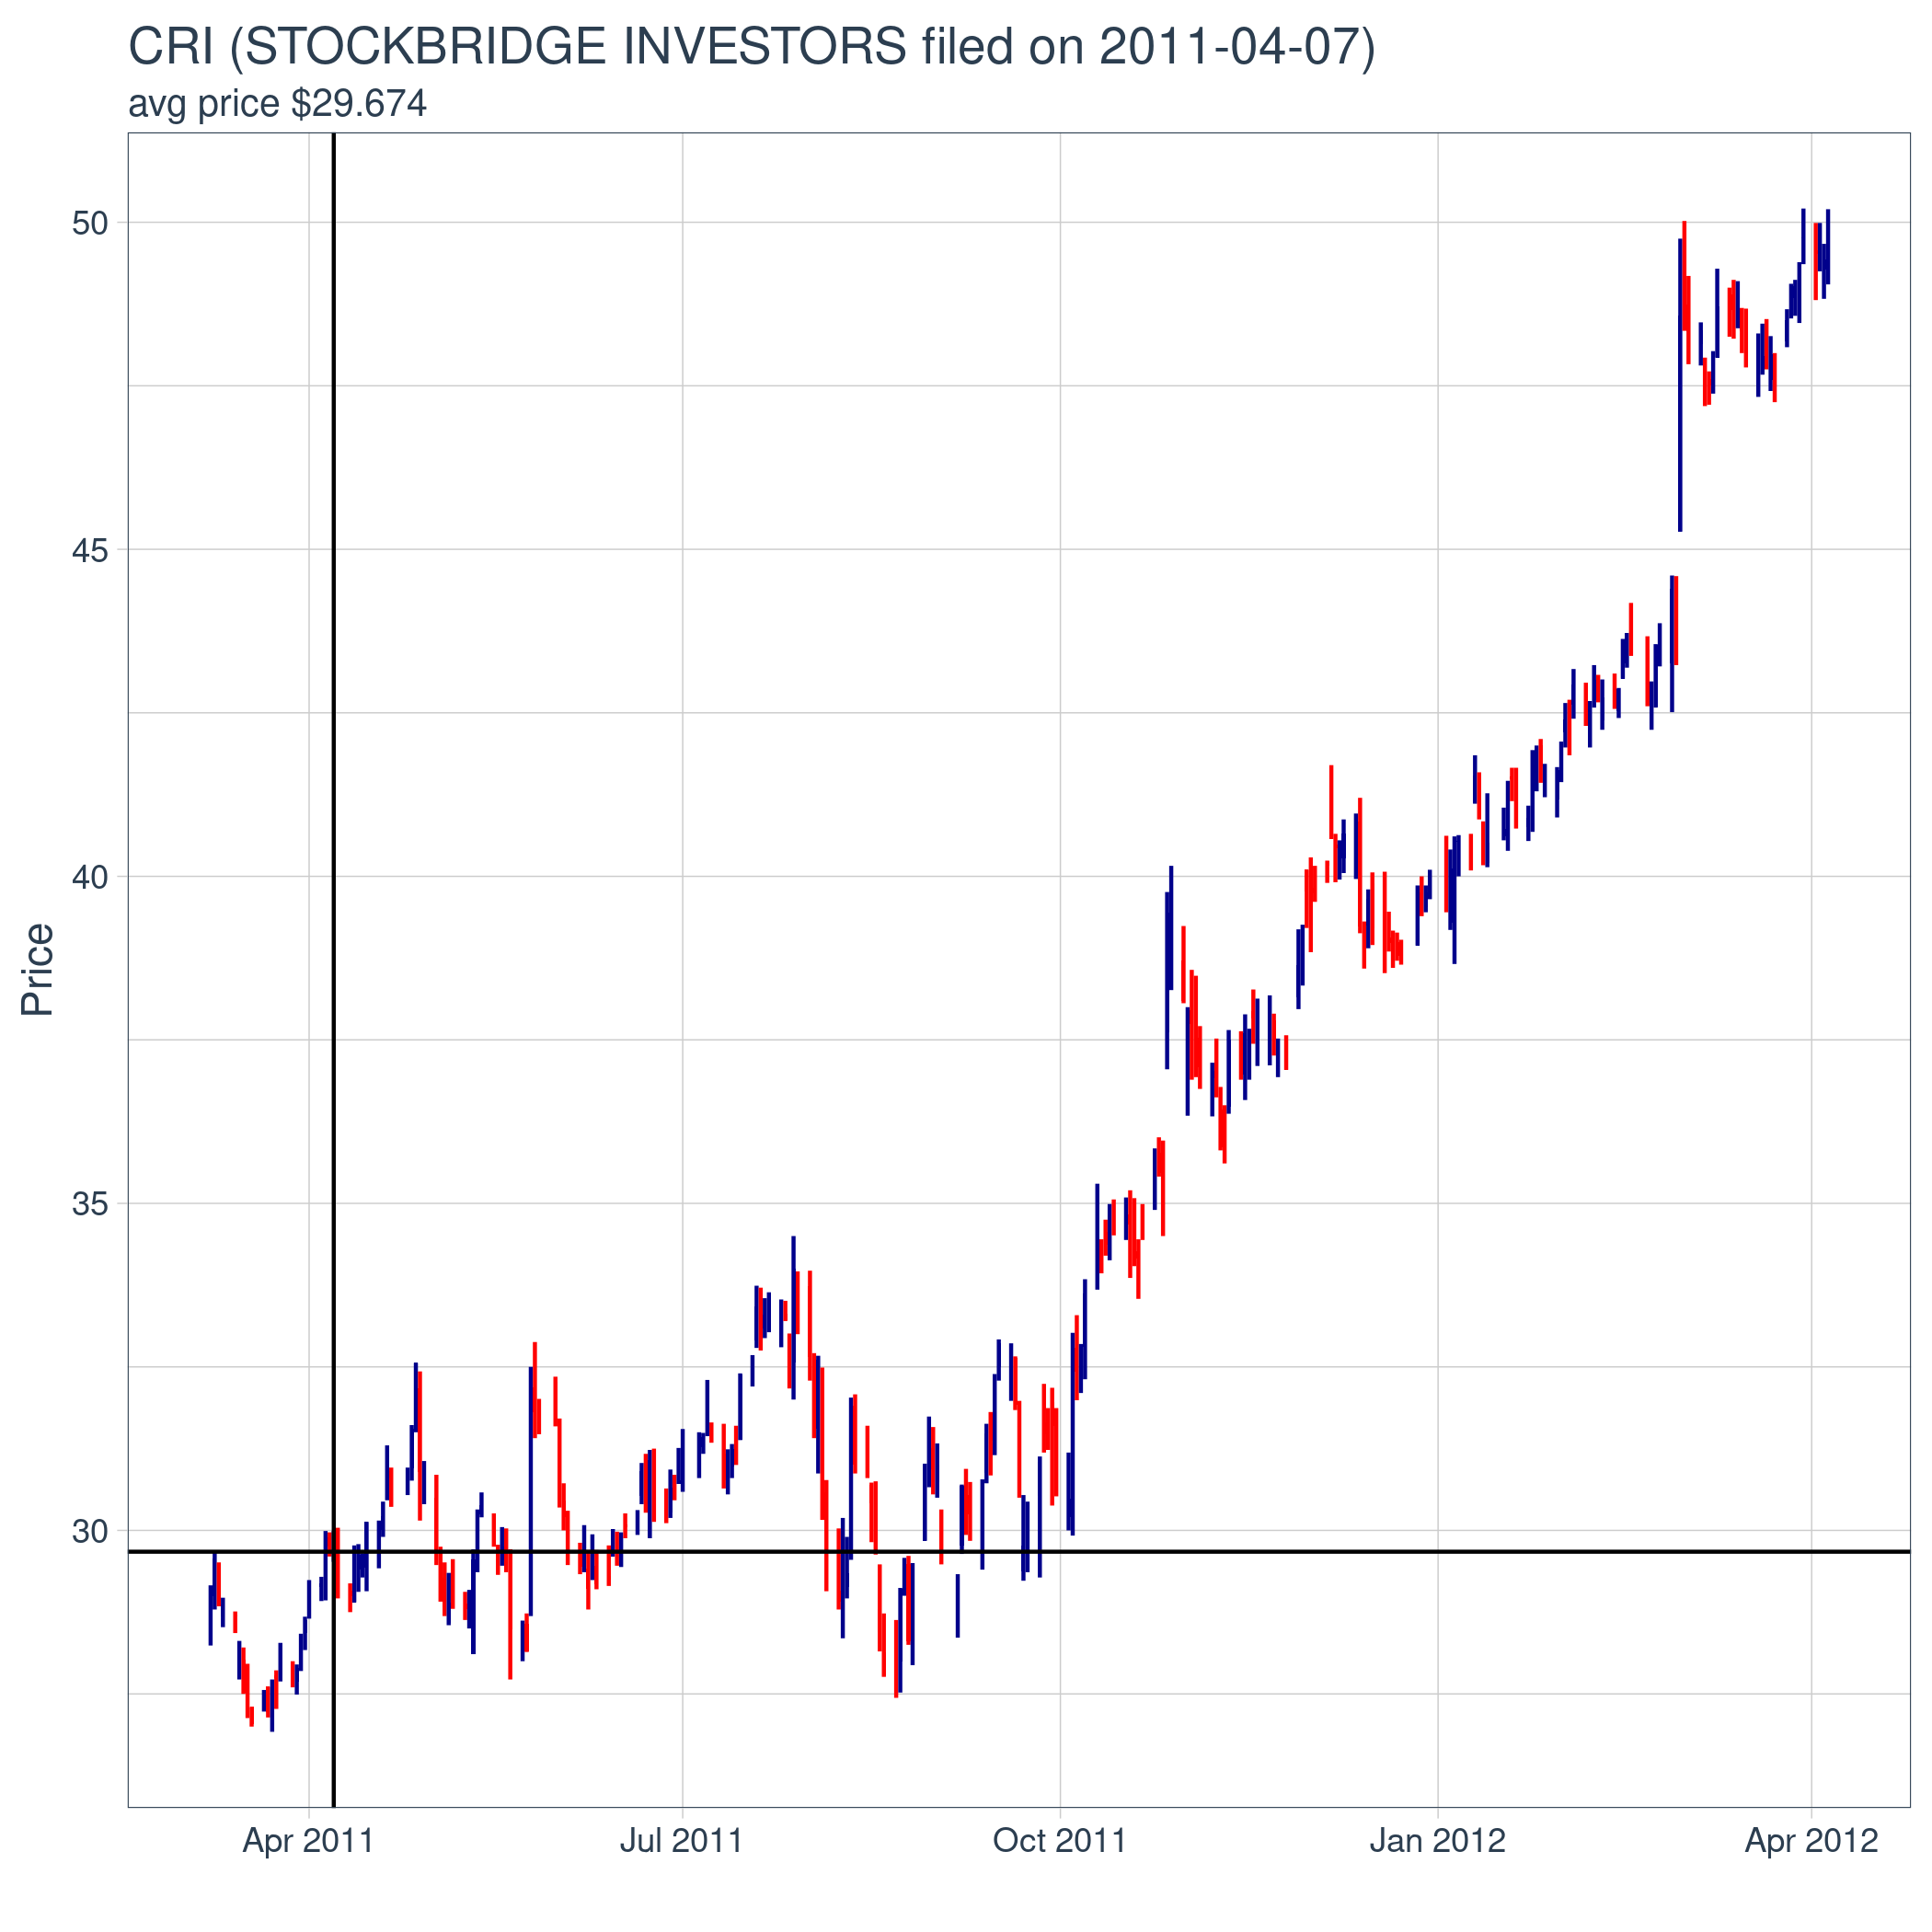 CRI (STOCKBRIDGE INVESTORS filed on 2011-04-07)
avg price $29.674
50
45
40
35
30
Price
Apr 2011
Jul 2011
Oct 2011
Jan 2012
Apr 2012